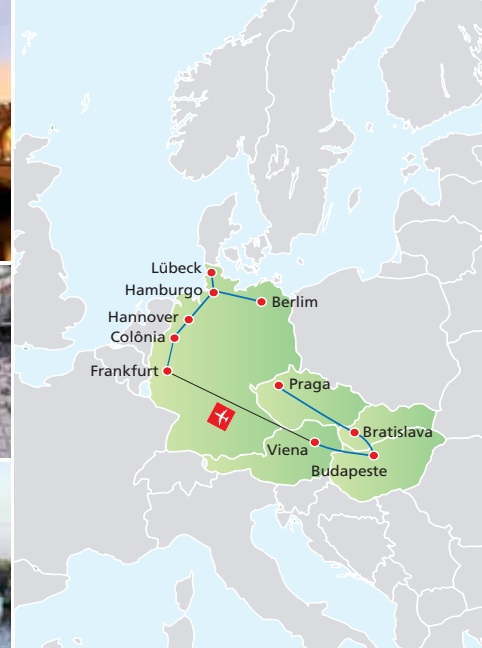 Lübeck
Hamburgo
Berlim
Hannover
Colônia
Frankfurt
Praga
Bratislava
Viena
Budapeste